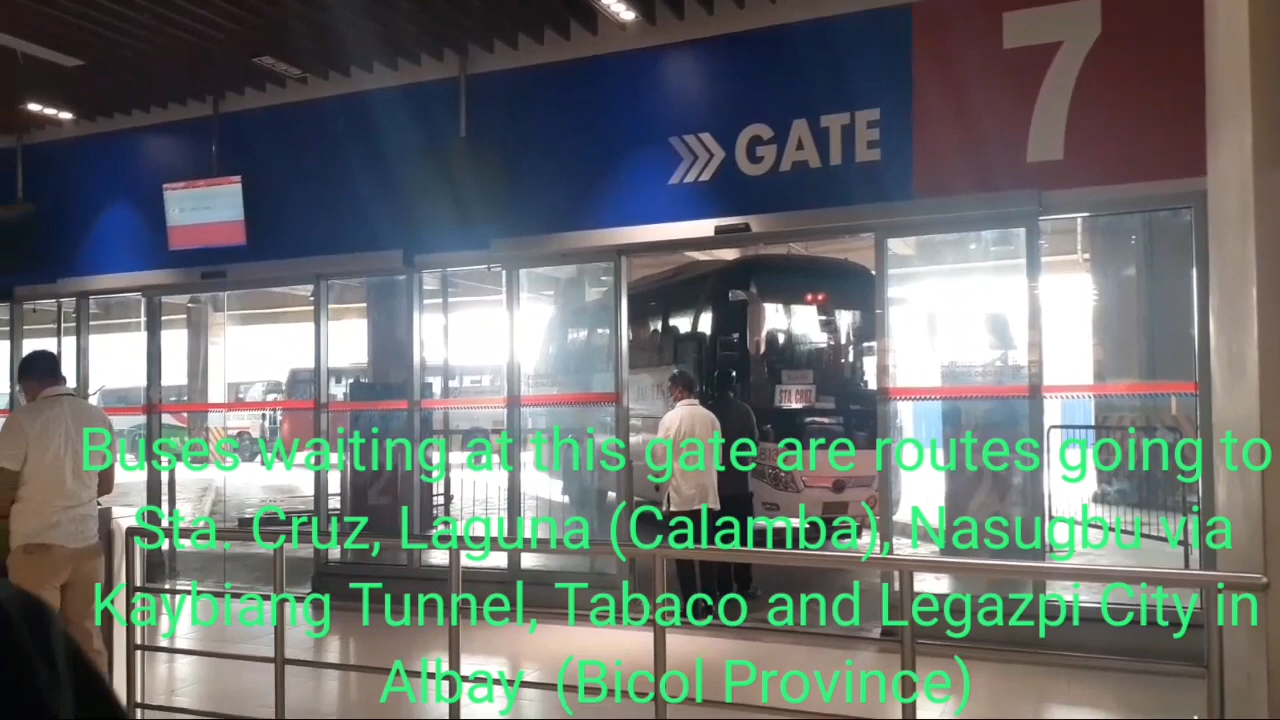 7
GATE
STA. CRUZ
Buses waiting at this gate are routes going to
Sta. Cruz, Laguna (Calamba), Nasugbu via
Kaybiang Tunnel, Tabaco and Legazpi City in
Albay (Bicol Province)